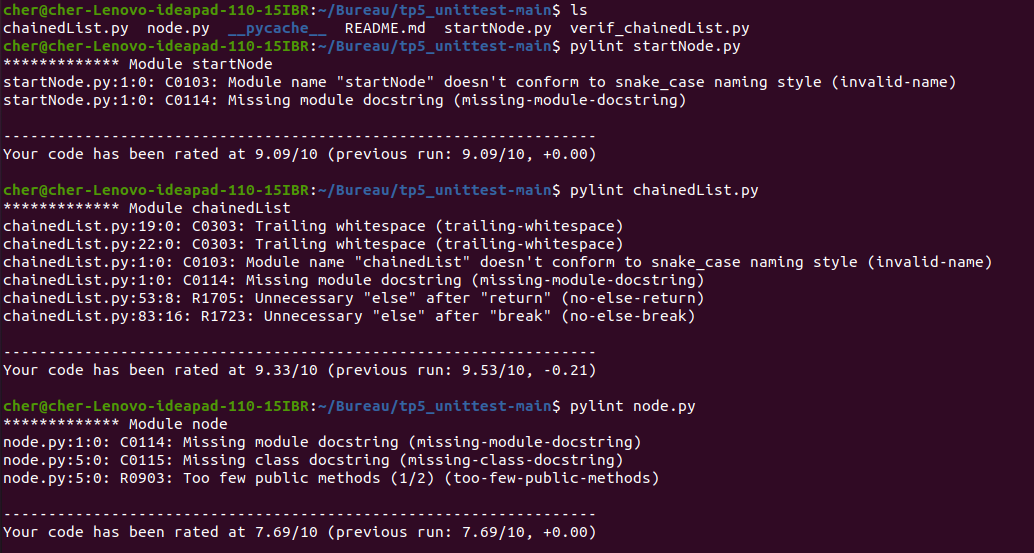 cher@cher-Lenovo-ideapad-110-15IBR:~/Bureau/tp5_unittest-main$ ls
chainedList.py  node.py  __pycache__  README.md  startNode.py  verif_chainedList.py
cher@cher-Lenovo-ideapad-110-15IBR:~/Bureau/tp5_unittest-main$ pylint startNode.py
************* Module startNode
startNode.py:1:0: C0103: Module name "startNode" doesn't conform to snake_case naming style (invalid-name)
startNode.py:1:0: C0114: Missing module docstring (missing-module-docstring)
------------------------------------------------------------------
Your code has been rated at 9.09/10 (previous run: 9.09/10, +0.00)
cher@cher-Lenovo-ideapad-110-15IBR:~/Bureau/tp5_unittest-main$ pylint chainedList.py
************* Module chainedList
chainedList.py:19:0: C0303: Trailing whitespace (trailing-whitespace)
chainedList.py:22:0: C0303: Trailing whitespace (trailing-whitespace)
chainedList.py:1:0: C0103: Module name "chainedList" doesn't conform to snake_case naming style (invalid-name)
chainedList.py:1:0: C0114: Missing module docstring (missing-module-docstring)
chainedList.py:53:8: R1705: Unnecessary "else" after "return" (no-else-return)
chainedList.py:83:16: R1723: Unnecessary "else" after "break" (no-else-break)
------------------------------------------------------------------
Your code has been rated at 9.33/10 (previous run: 9.53/10, -0.21)
cher@cher-Lenovo-ideapad-110-15IBR:~/Bureau/tp5_unittest-main$ pylint node.py
************* Module node
node.py:1:0: C0114: Missing module docstring (missing-module-docstring)
node.py:5:0: C0115: Missing class docstring (missing-class-docstring)
node.py:5:0: R0903: Too few public methods (1/2) (too-few-public-methods)
------------------------------------------------------------------
Your code has been rated at 7.69/10 (previous run: 7.69/10, +0.00)